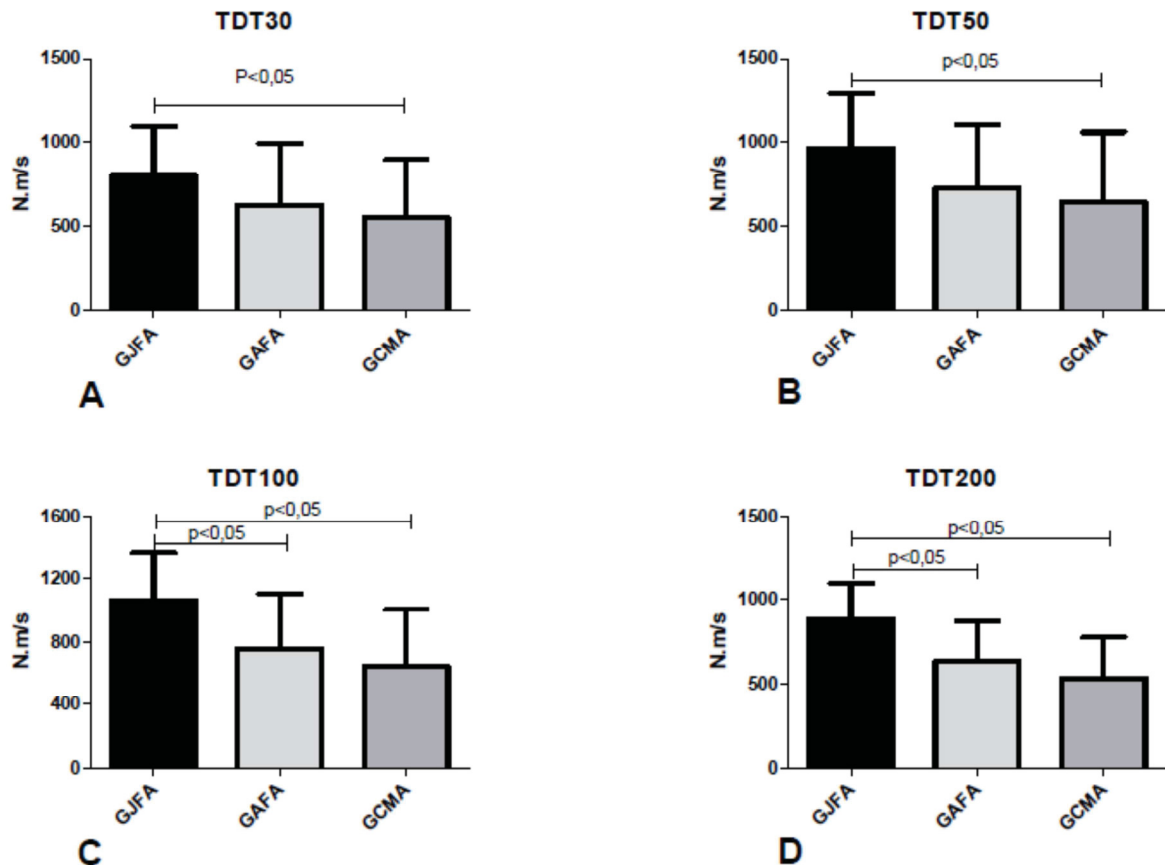 TDT30
1500
1000
500
0
N.m/s
P<0,05
GJFA
GAFA
GCMA
A
TDT50
1500
1000
500
0
N.m/s
p<0,05
GJFA
GAFA
GCMA
B
TDT100
1600
1200
800
400
0
N.m/s
p<0,05
p<0,05
GJFA
GAFA
GCMA
C
TDT200
1500
1000
500
0
N.m/s
p<0,05
p<0,05
GJFA
GAFA
GCMA
D